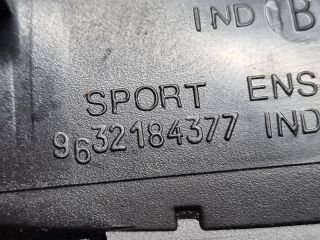 IND B
SPORT ENS
9632184377 IND